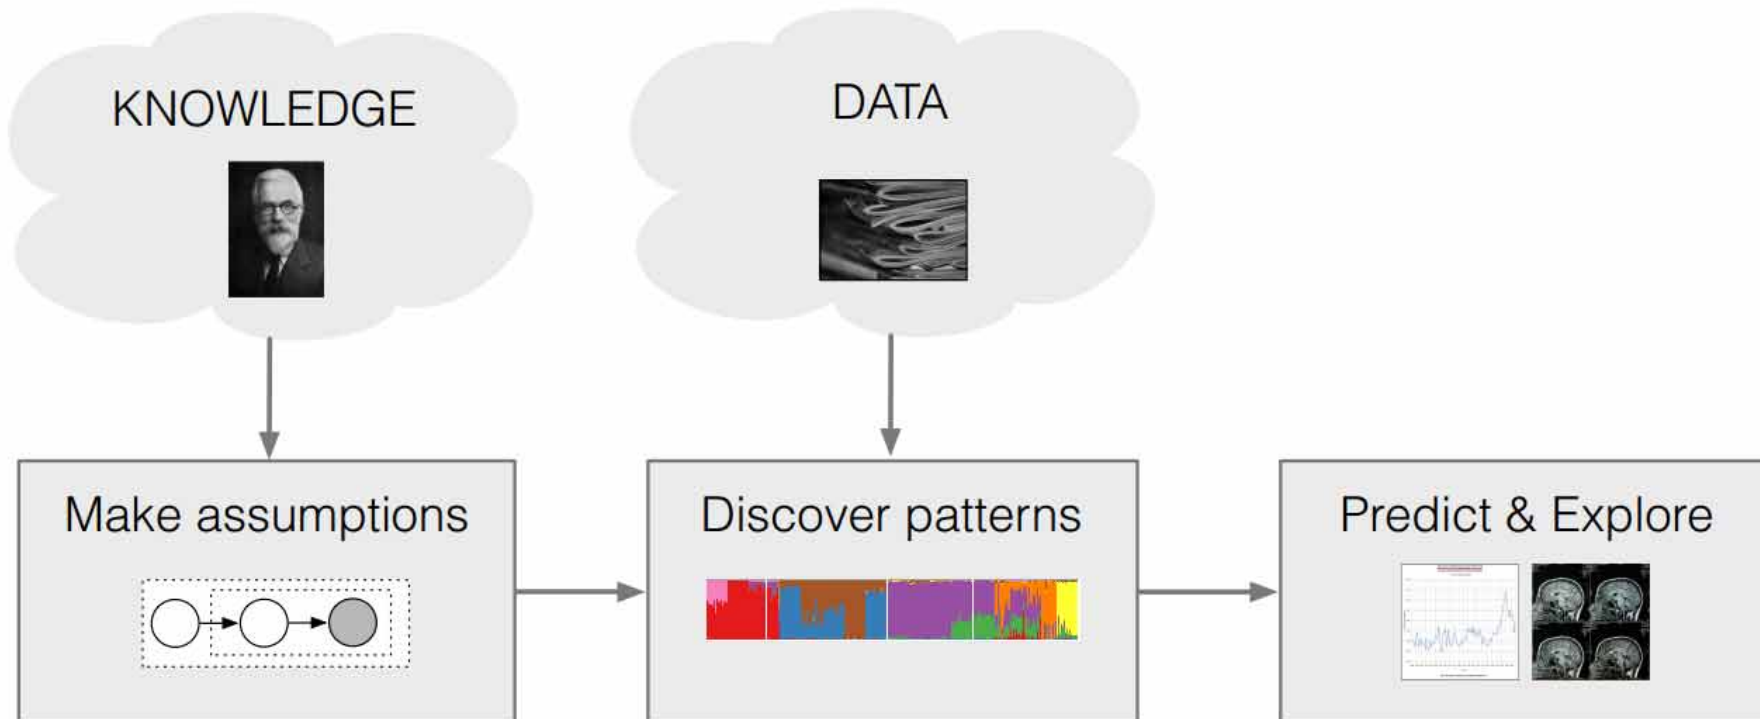 KNOWLEDGE
DATA
Make assumptions
Discover patterns
Predict & Explore